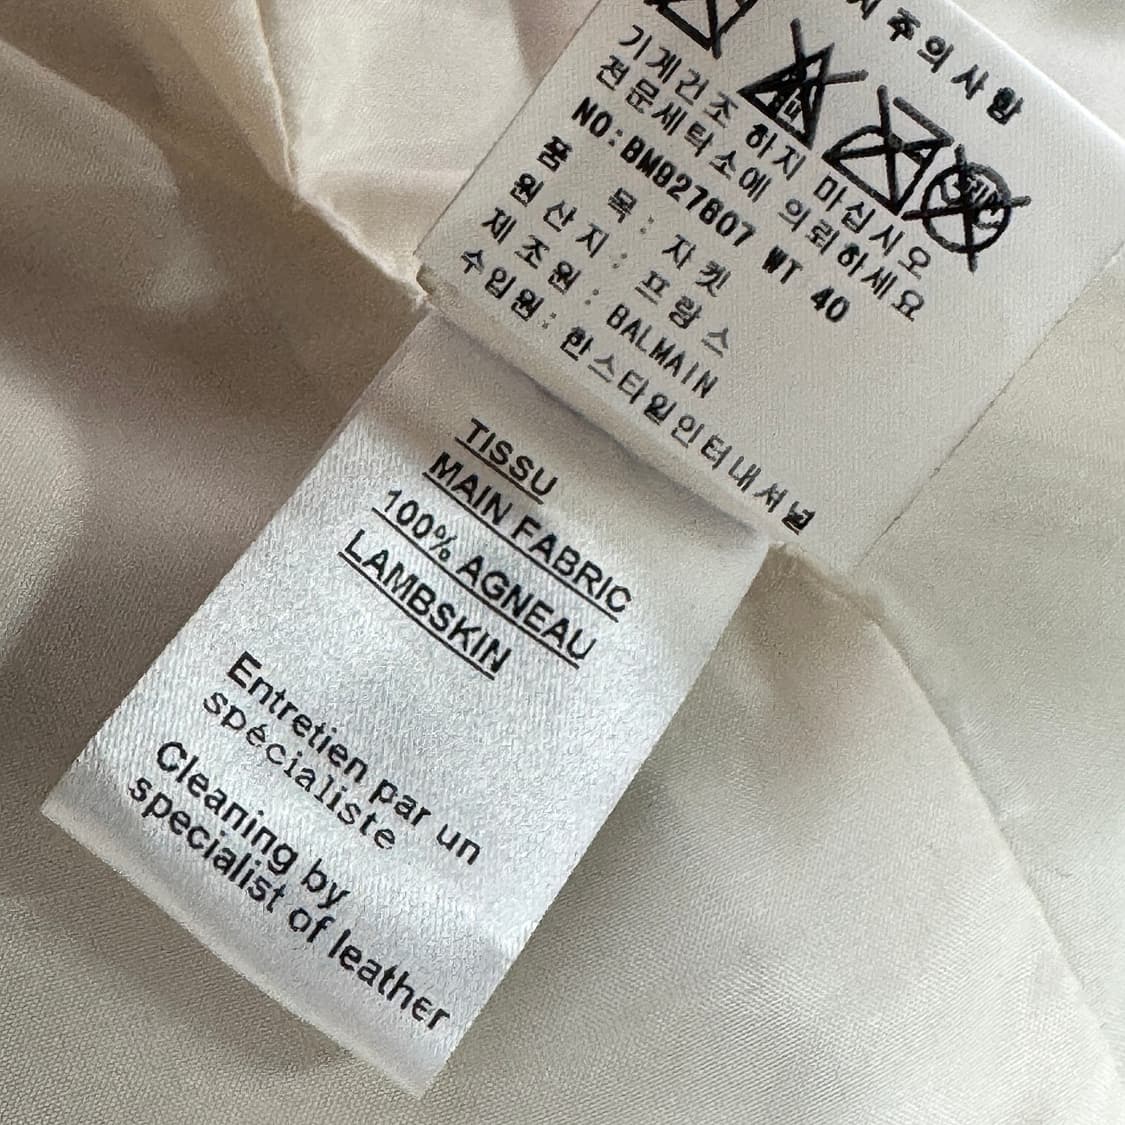 주의사항
기계건조 하지 마십시오
전문세탁소에 의뢰하세요
NO:BMB27607 WT 40
품 목: 자켓
원산지: 프랑스
제조원: BALMAIN
수입원: 한스타일인터내셔널
TISSU
MAIN FABRIC
100% AGNEAU
LAMBSKIN
Entretien par un
spécialiste
Cleaning by
specialist of leather